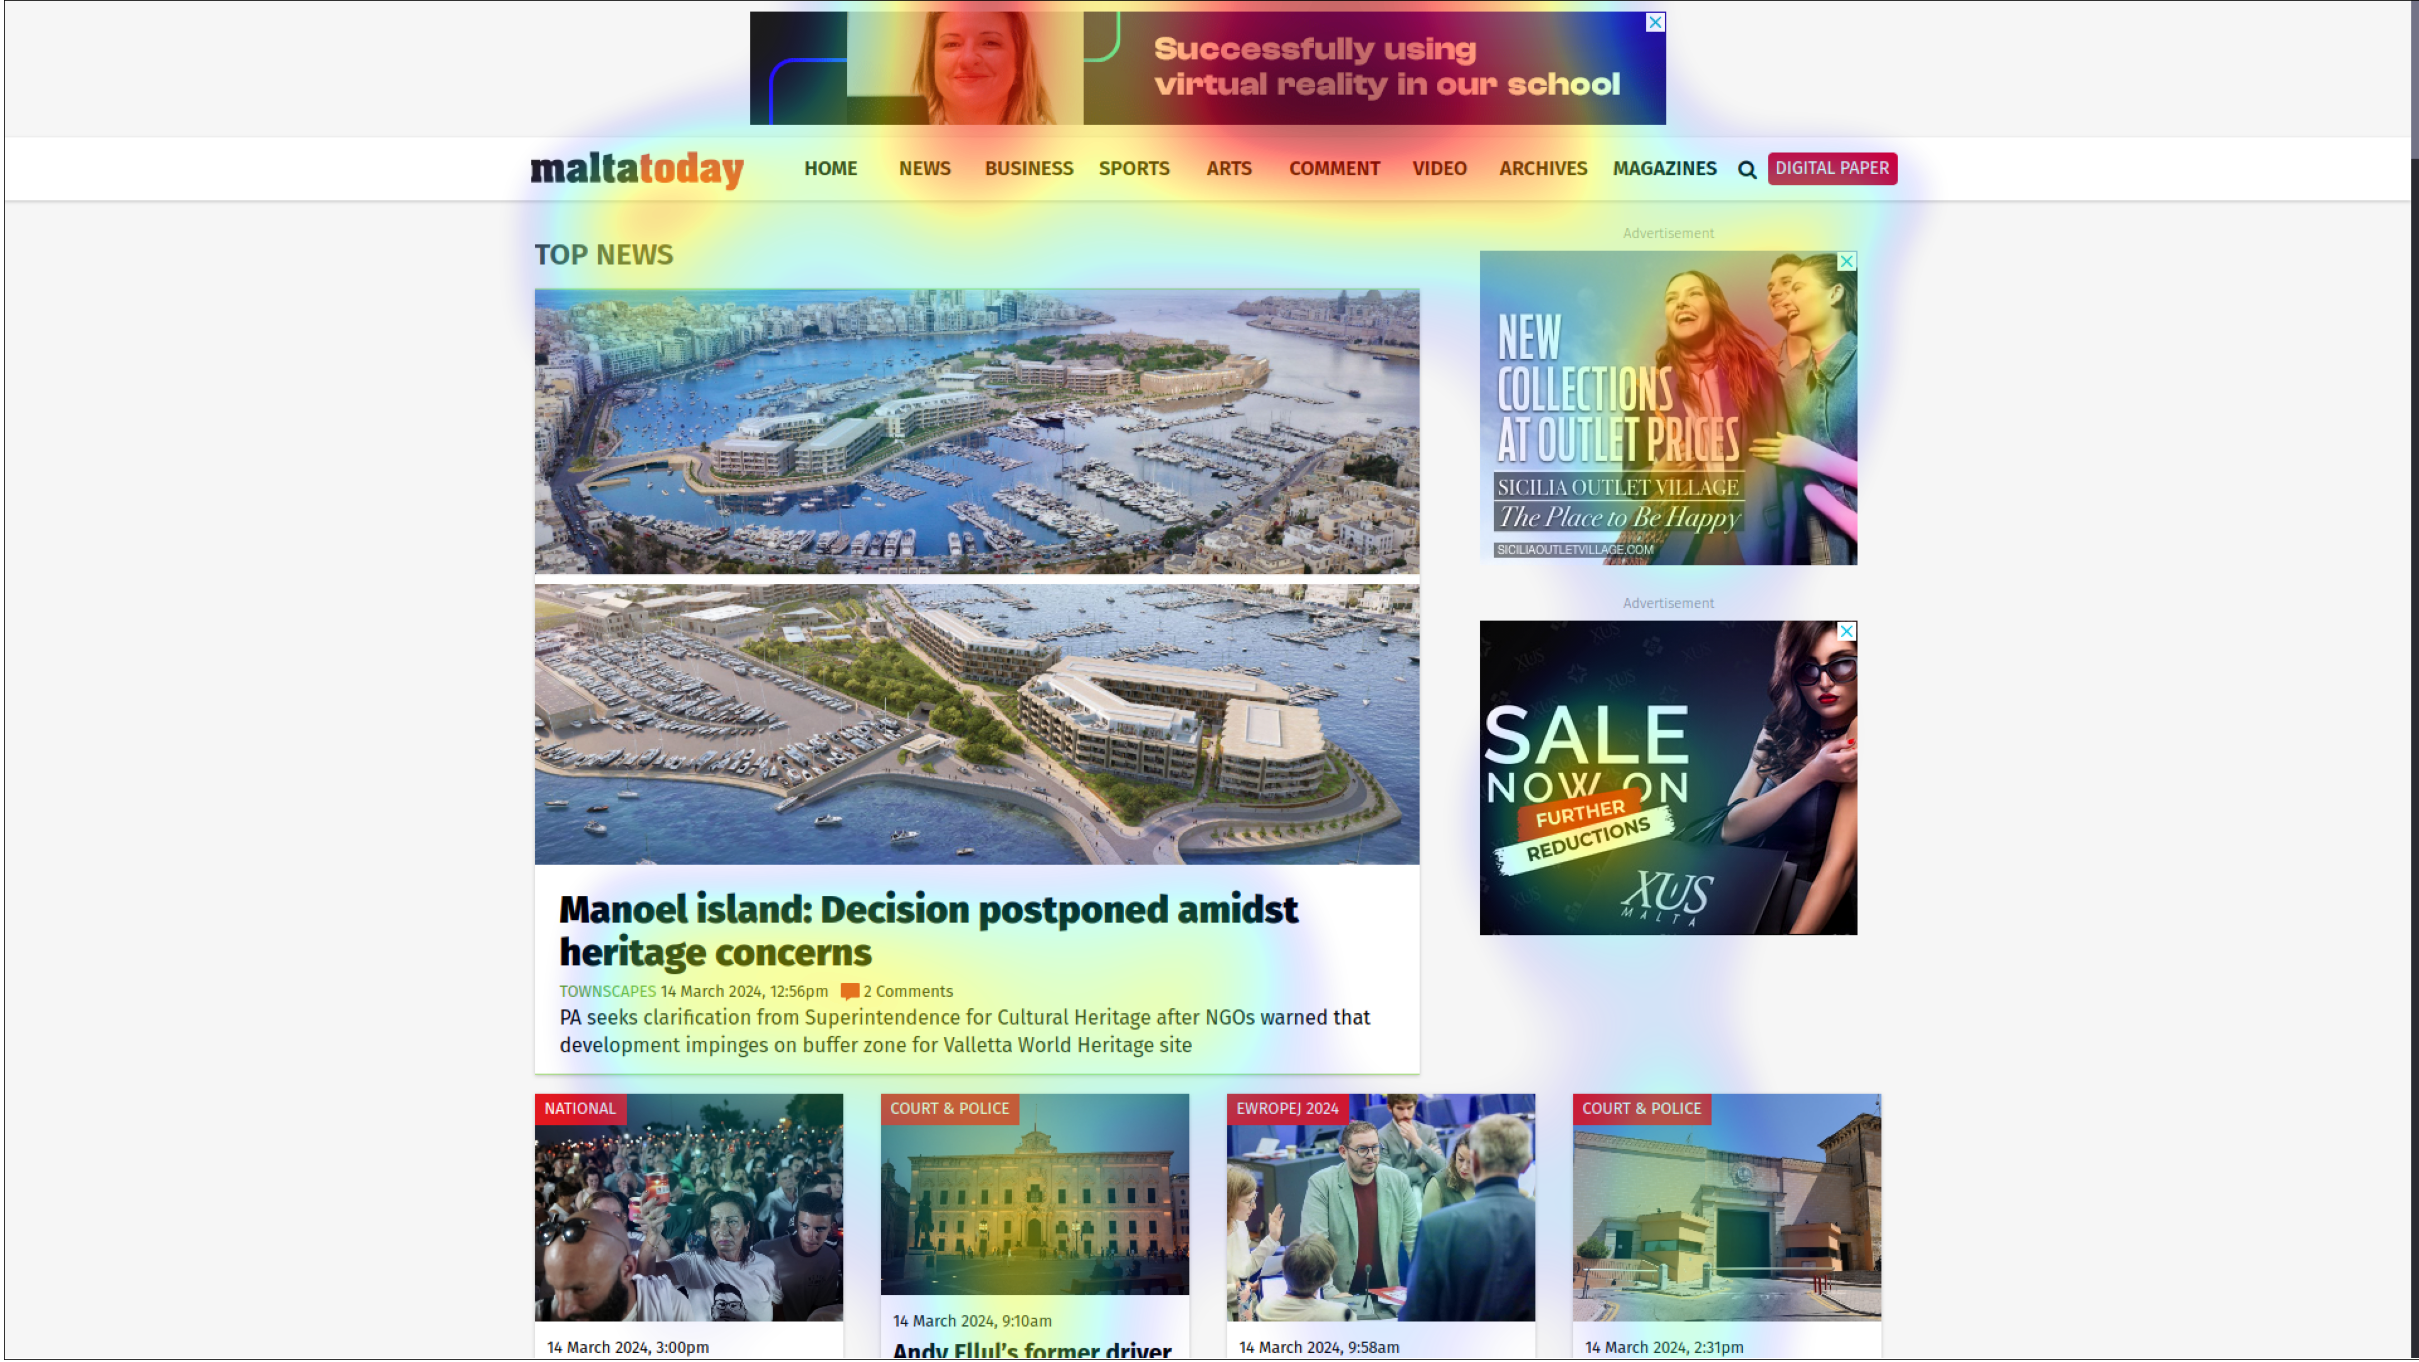 Successfully using
virtual reality in our school
maltatoday
HOME NEWS BUSINESS SPORTS ARTS COMMENT VIDEO ARCHIVES MAGAZINES DIGITAL PAPER
TOP NEWS
Advertisement
NEW
COLLECTIONS
AT OUTLET PRICES
SICILIA OUTLET VILLAGE
The Place to Be Happy
SICILIAOUTLETVILLAGE.COM
Advertisement
SALE
NOW ON
FURTHER
REDUCTIONS
XUS
MALTA
Manoel island: Decision postponed amidst
heritage concerns
TOWNSCAPES 14 March 2024, 12:56pm 2 Comments
PA seeks clarification from Superintendence for Cultural Heritage after NGOs warned that
development impinges on buffer zone for Valletta World Heritage site
NATIONAL
14 March 2024, 3:00pm
COURT & POLICE
14 March 2024, 9:10am
Andy Ellul's former driver
EWROPEJ 2024
14 March 2024, 9:58am
COURT & POLICE
14 March 2024, 2:31pm